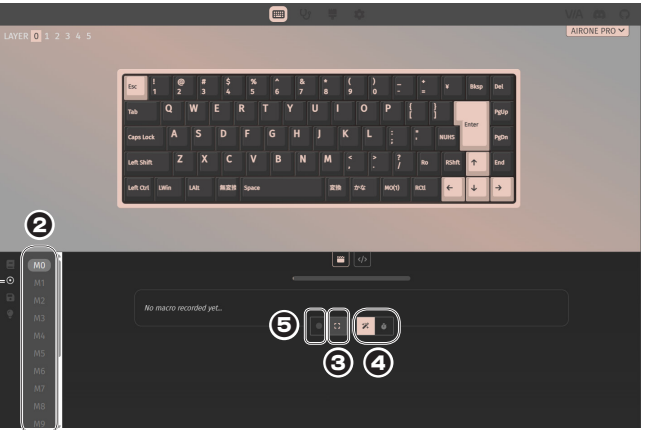 VIA
LAYER 0 1 2 3 4 5
AIRONE PRO
Esc ! 1 @ 2 # 3 $ 4 % 5 ^ 6 & 7 * 8 ( 9 ) 0 _ - + = ¥ Bksp Del
Tab Q W E R T Y U I O P { [ } ] Enter PgUp
Caps Lock A S D F G H J K L : ; " ' NUHS PgDn
Left Shift Z X C V B N M < , > . ? / Ro RShft ↑ End
Left Ctrl LWin LAlt 無変換 Space 変換 かな MO(1) RCtl ← ↓ →
②
M0
M1
M2
M3
M4
M5
M6
M7
M8
M9
</>
No macro recorded yet...
⑤ ③ ④